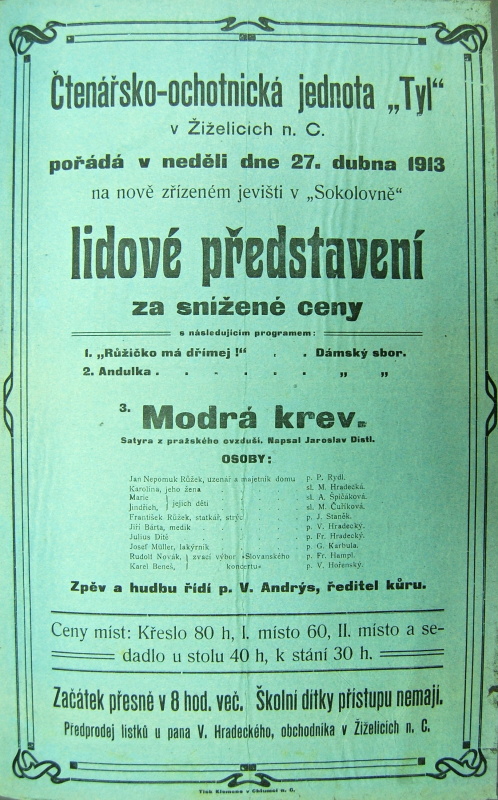 Čtenářsko-ochotnická jednota „Tyl“
v Žiželicích n. C.
pořádá v neděli dne 27. dubna 1913
na nově zřízeném jevišti v „Sokolovně“
lidové představení
za snížené ceny
s následujícím programem:
1. „Růžičko má dřímej!“ . . Dámský sbor.
2. Andulka . . . . . . „ „
3. Modrá krev.
Satyra z pražského ovzduší. Napsal Jaroslav Distl.
OSOBY:
Jan Nepomuk Růžek, uzenář a majetník domu p. P. Rydl.
Karolina, jeho žena sl. M. Hradecká.
Marie } jejich děti sl. A. Špičáková.
Jindřich, sl. M. Čuříková.
František Růžek, statkář, strýc p. J. Staněk.
Jiří Bárta, medik p. V. Hradecký.
Julius Dítě p. Fr. Hradecký.
Josef Müller, lakýrník p. G. Karbula.
Rudolf Novák, } zvací výbor »Slovanského p. Fr. Hampl.
Karel Beneš, koncertu« p. V. Hořenský.
Zpěv a hudbu řídí p. V. Andrýs, ředitel kůru.
Ceny míst: Křeslo 80 h, I. místo 60, II. místo a se-
dadlo u stolu 40 h, k stání 30 h.
Začátek přesně v 8 hod. več. Školní dítky přístupu nemají.
Předprodej lístků u pana V. Hradeckého, obchodníka v Žiželicích n. C.
Tisk Klemens v Chlumci n. C.